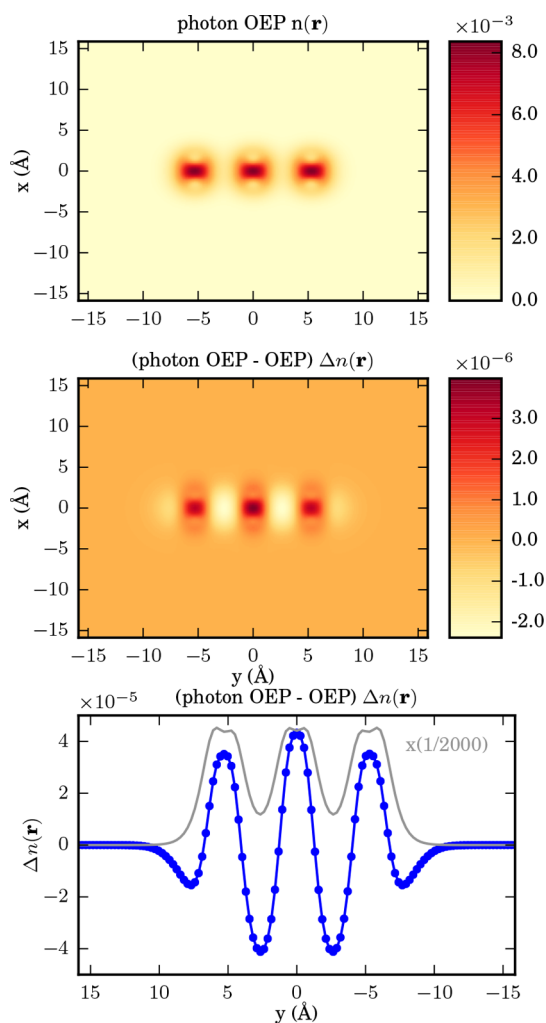 photon OEP n(r)
×10⁻³
15
10
5
0
−5
−10
−15
x (Å)
8.0
6.0
4.0
2.0
0.0
−15 −10 −5 0 5 10 15
(photon OEP - OEP) Δn(r)
×10⁻⁶
15
10
5
0
−5
−10
−15
x (Å)
3.0
2.0
1.0
0.0
-1.0
-2.0
−15 −10 −5 0 5 10 15
y (Å)
×10⁻⁵
(photon OEP - OEP) Δn(r)
x(1/2000)
4
2
0
−2
−4
Δn(r)
15 10 5 0 −5 −10 −15
y (Å)